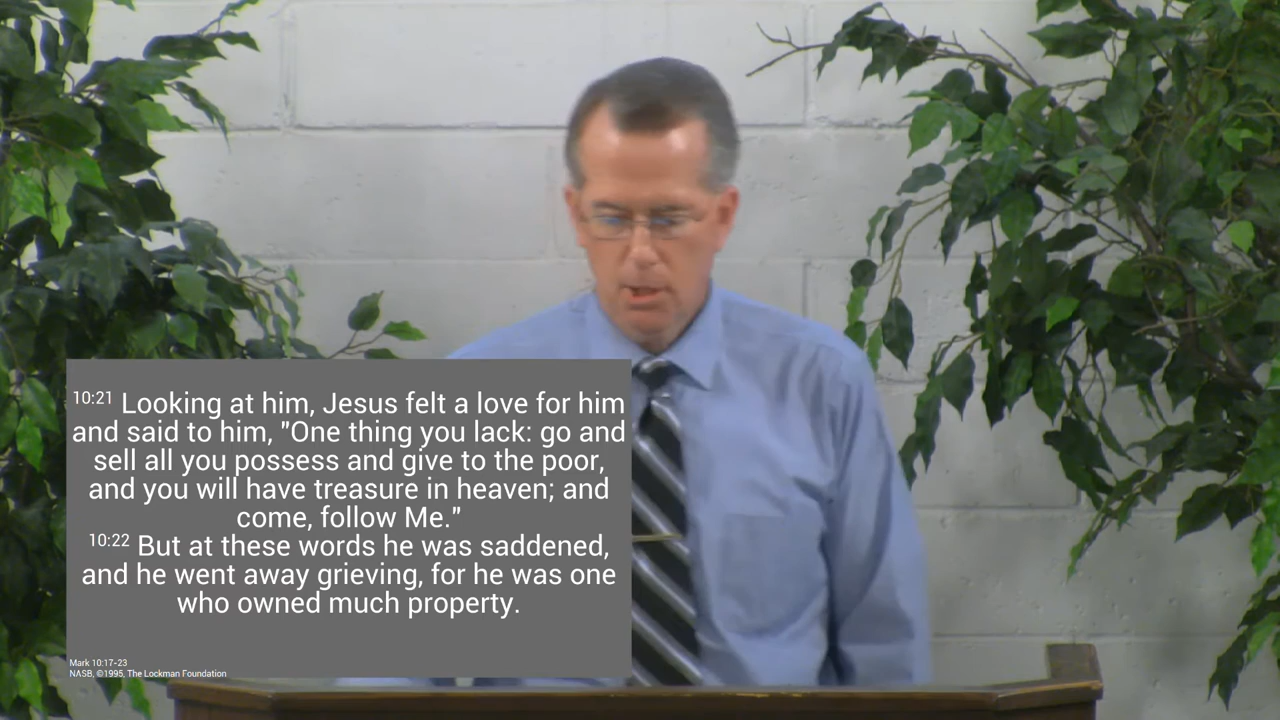 10:21 Looking at him, Jesus felt a love for him
and said to him, "One thing you lack: go and
sell all you possess and give to the poor,
and you will have treasure in heaven; and
come, follow Me."
10:22 But at these words he was saddened,
and he went away grieving, for he was one
who owned much property.
Mark 10:17-23
NASB, ©1995, The Lockman Foundation